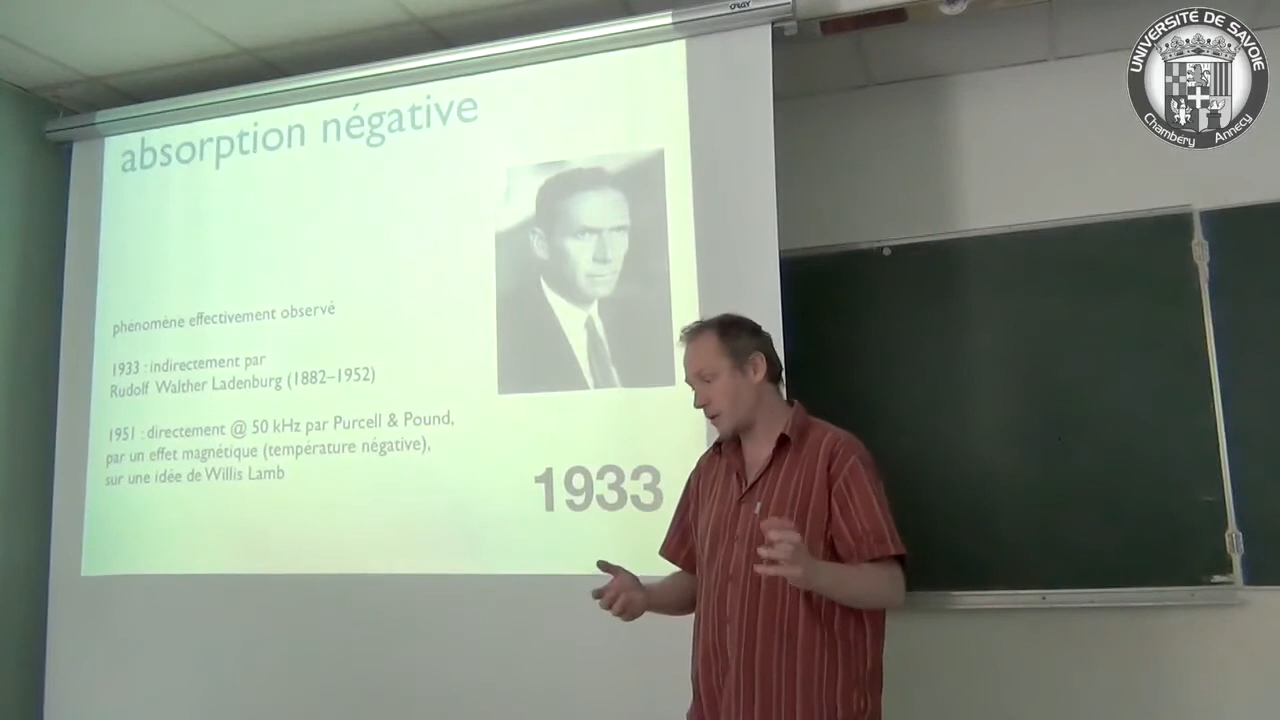 ORAY
UNIVERSITÉ DE SAVOIE
Chambéry Annecy
absorption négative
phénomène effectivement observé
1933 : indirectement par
Rudolf Walther Ladenburg (1882–1952)
1951 : directement @ 50 kHz par Purcell & Pound,
par un effet magnétique (température négative),
sur une idée de Willis Lamb
1933